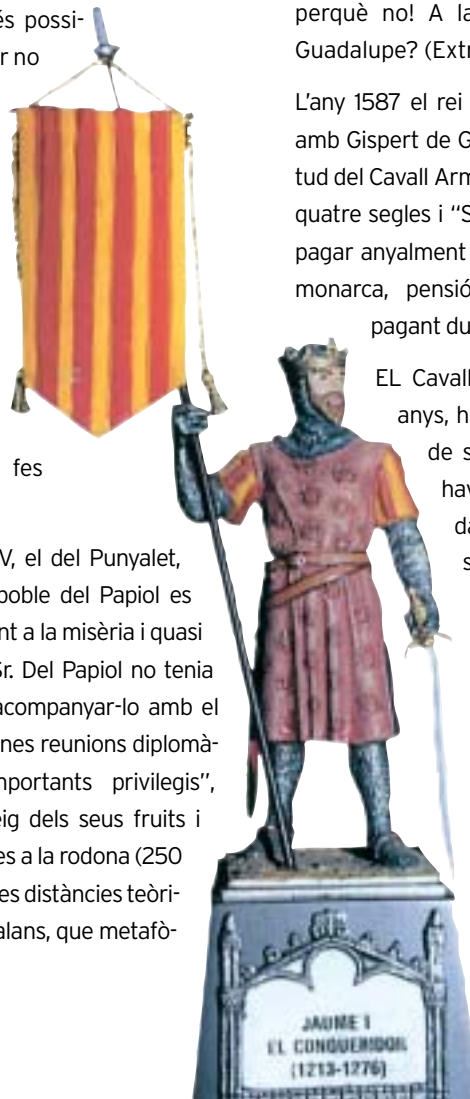 és possi-
r no
fes
V, el del Punyalet,
poble del Papiol es
nt a la misèria i quasi
Sr. Del Papiol no tenia
acompanyar-lo amb el
nes reunions diplomà-
mportants privilegis”,
eig dels seus fruits i
es a la rodona (250
es distàncies teòri-
alans, que metafò-
perquè no! A la
Guadalupe? (Extr
L’any 1587 el rei
amb Gispert de G
tud del Cavall Arm
quatre segles i “S
pagar anyalment
monarca, pensió
pagant du
EL Cavall
anys, h
de s
hav
da
s
JAUME I
EL CONQUERIDOR
(1213-1276)